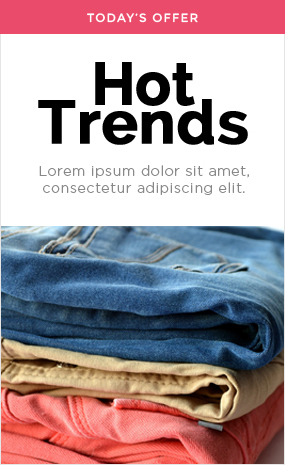 TODAY'S OFFER
Hot
Trends
Lorem ipsum dolor sit amet,
consectetur adipiscing elit.